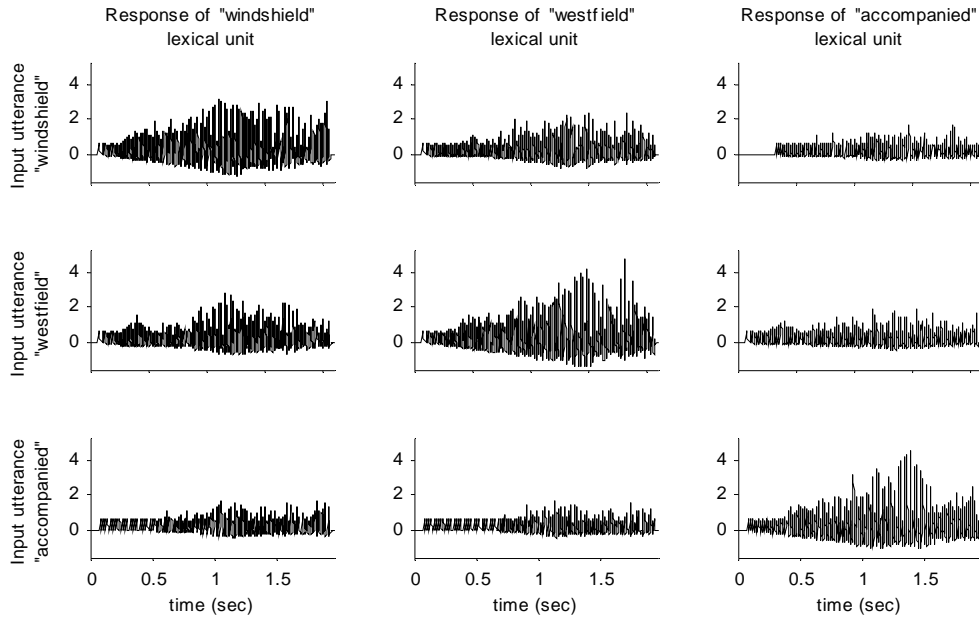 Response of "windshield"
lexical unit
Response of "westfield"
lexical unit
Response of "accompanied"
lexical unit
Input utterance
"windshield"
4
2
0
4
2
0
4
2
0
Input utterance
"westfield"
4
2
0
4
2
0
4
2
0
Input utterance
"accompanied"
4
2
0
4
2
0
4
2
0
0 0.5 1 1.5
0 0.5 1 1.5
0 0.5 1 1.5
time (sec)
time (sec)
time (sec)